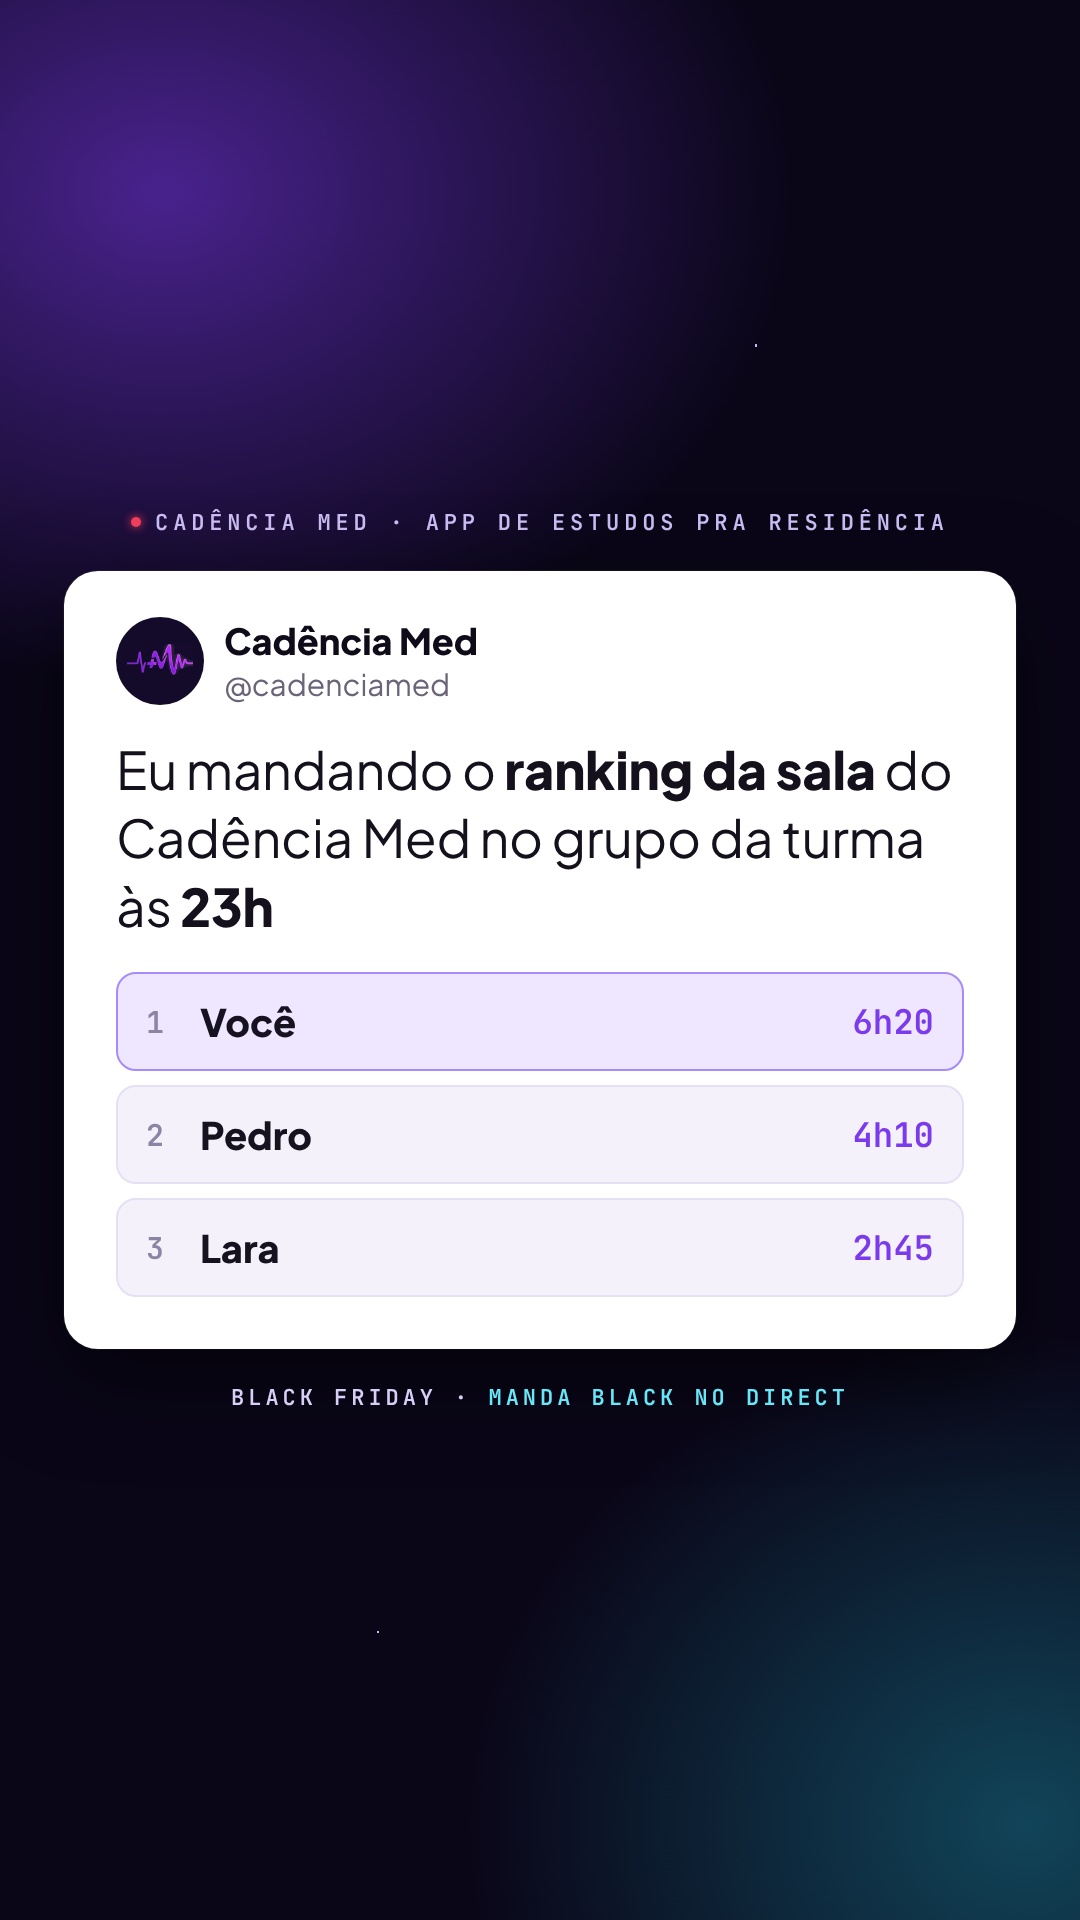 CADÊNCIA MED · APP DE ESTUDOS PRA RESIDÊNCIA
Cadência Med
@cadenciamed
Eu mandando o ranking da sala do
Cadência Med no grupo da turma
às 23h
1 Você 6h20
2 Pedro 4h10
3 Lara 2h45
BLACK FRIDAY · MANDA BLACK NO DIRECT